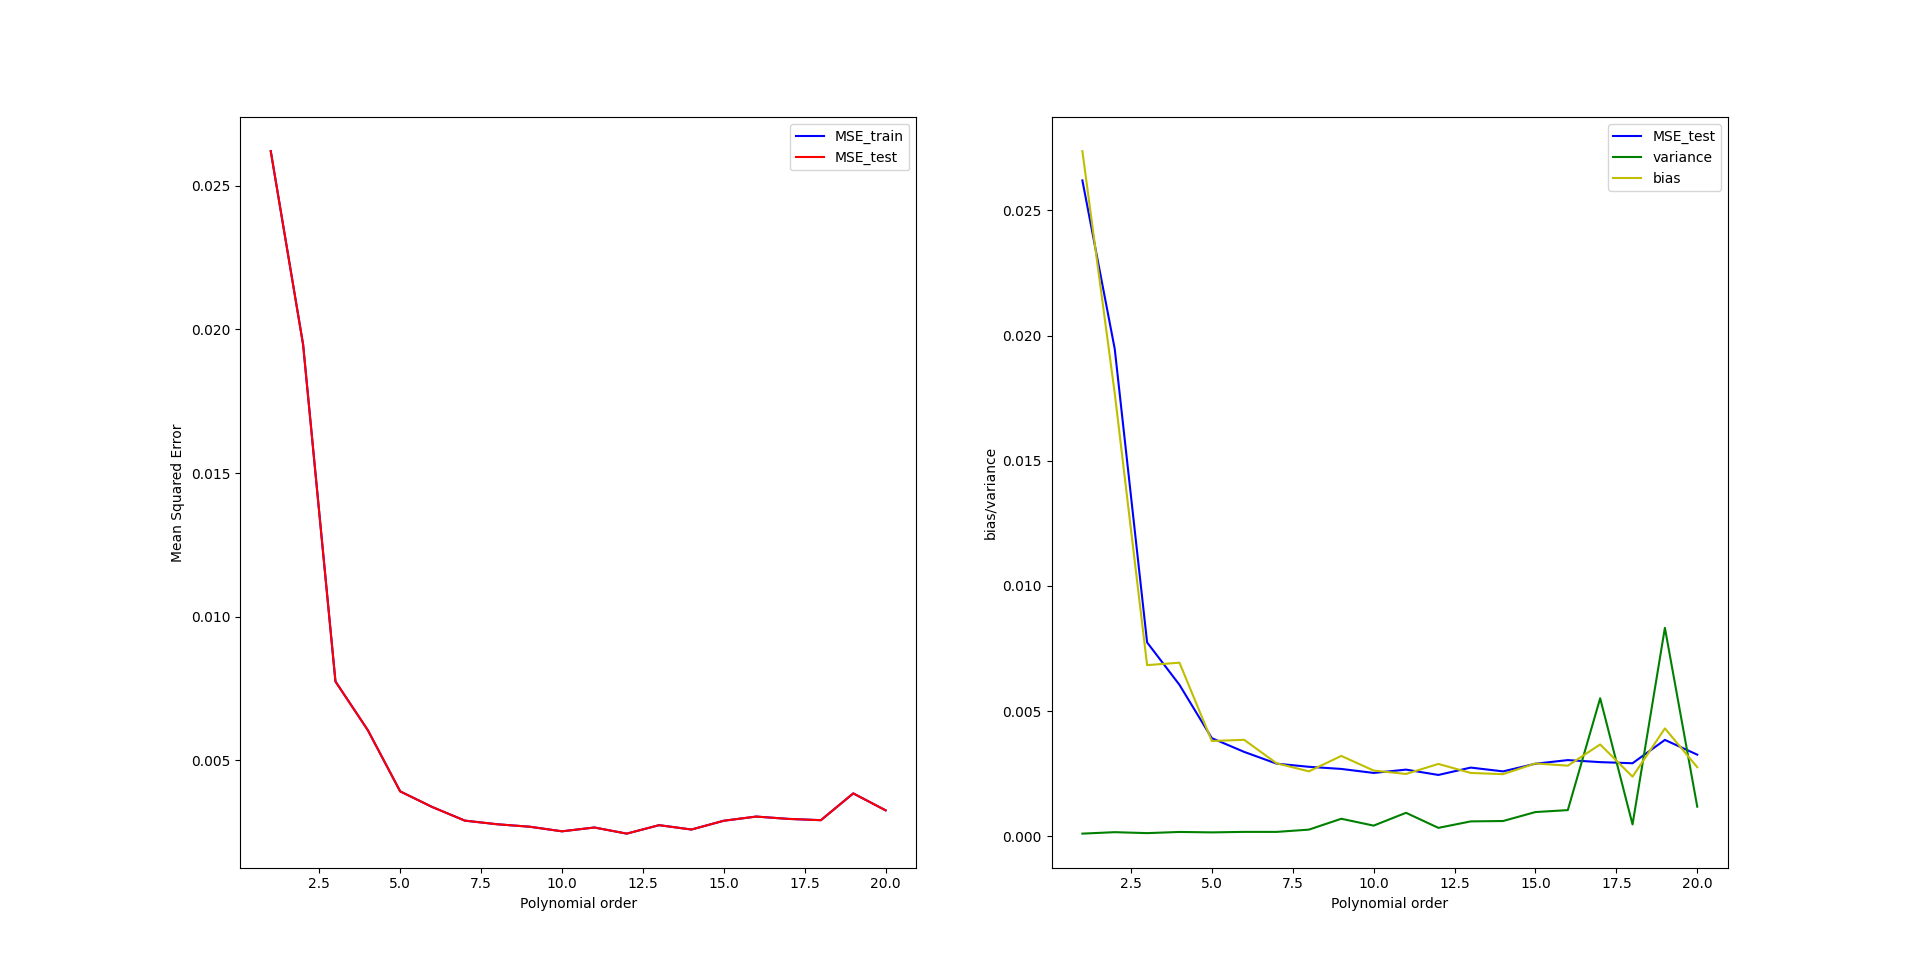 MSE_train
MSE_test
0.025
0.020
0.015
0.010
0.005
Mean Squared Error
2.5 5.0 7.5 10.0 12.5 15.0 17.5 20.0
Polynomial order
MSE_test
variance
bias
0.025
0.020
0.015
0.010
0.005
0.000
bias/variance
2.5 5.0 7.5 10.0 12.5 15.0 17.5 20.0
Polynomial order